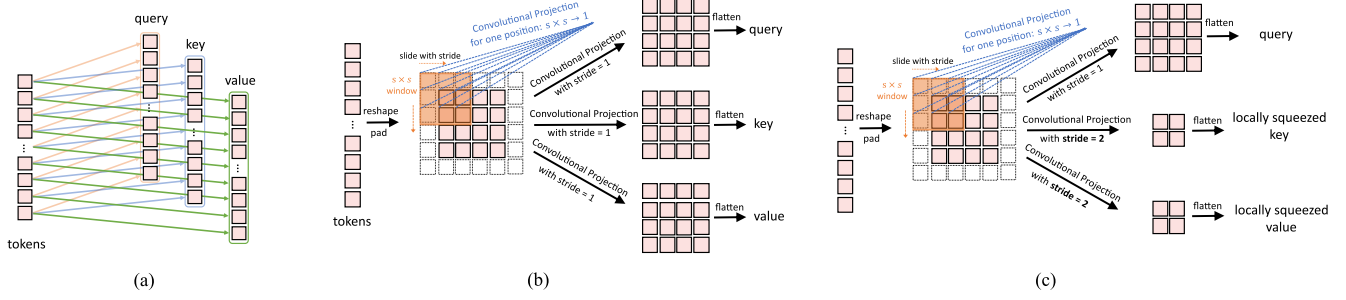 query
key
value
tokens
(a)
Convolutional Projection
for one position: s × s → 1
slide with stride
s × s
window
reshape
pad
tokens
Convolutional Projection
with stride = 1
Convolutional Projection
with stride = 1
Convolutional Projection
with stride = 1
flatten
query
flatten
key
flatten
value
(b)
Convolutional Projection
for one position: s × s → 1
slide with stride
s × s
window
reshape
pad
tokens
Convolutional Projection
with stride = 1
Convolutional Projection
with stride = 2
Convolutional Projection
with stride = 2
flatten
query
flatten
locally squeezed
key
flatten
locally squeezed
value
(c)